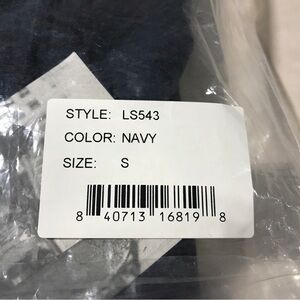 STYLE: LS543
COLOR: NAVY
SIZE: S
8 40713 16819 8